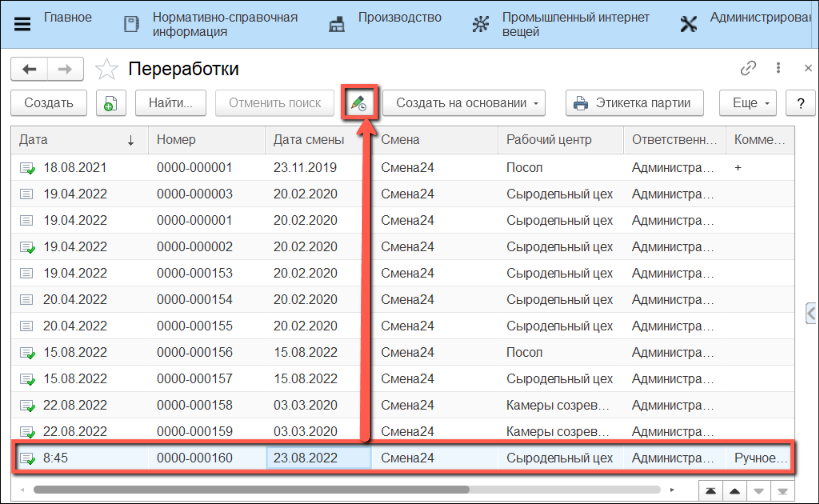 Главное
Нормативно-справочная
информация
Производство
Промышленный интернет
вещей
Администрирован
Переработки
Создать
Найти...
Отменить поиск
Создать на основании
Этикетка партии
Еще
?
Дата ↓ Номер Дата смены Смена Рабочий центр Ответственн... Комме...
18.08.2021 0000-000001 23.11.2019 Смена24 Посол Администра... +
19.04.2022 0000-000003 20.02.2020 Смена24 Сыродельный цех Администра...
19.04.2022 0000-000001 20.02.2020 Смена24 Сыродельный цех Администра...
19.04.2022 0000-000002 20.02.2020 Смена24 Сыродельный цех Администра...
19.04.2022 0000-000153 20.02.2020 Смена24 Сыродельный цех Администра...
20.04.2022 0000-000154 20.02.2020 Смена24 Сыродельный цех Администра...
20.04.2022 0000-000155 20.02.2020 Смена24 Сыродельный цех Администра...
15.08.2022 0000-000156 15.08.2022 Смена24 Посол Администра...
15.08.2022 0000-000157 15.08.2022 Смена24 Сыродельный цех Администра...
22.08.2022 0000-000158 03.03.2020 Смена24 Камеры созрев... Администра...
22.08.2022 0000-000159 03.03.2020 Смена24 Камеры созрев... Администра...
8:45 0000-000160 23.08.2022 Смена24 Сыродельный цех Администра... Ручное...